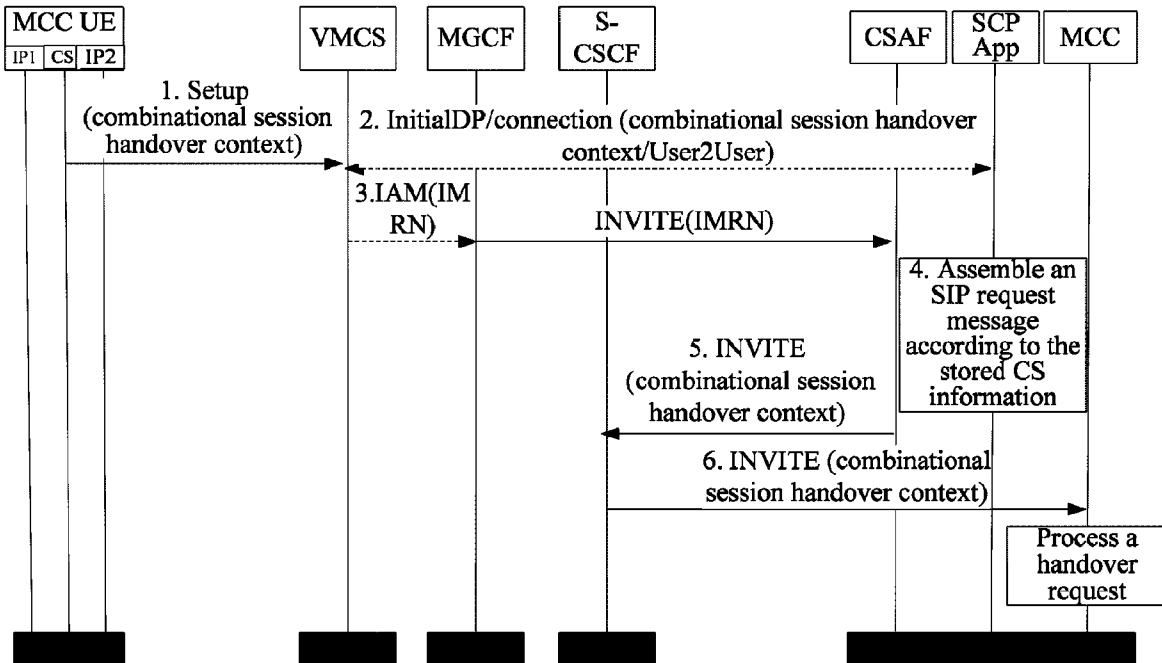 MCC UE
IP1 CS IP2
VMCS
MGCF
S-
CSCF
CSAF
SCP
App
MCC
1. Setup
(combinational session
handover context)
2. InitialDP/connection (combinational session handover
context/User2User)
3.IAM(IM
RN)
INVITE(IMRN)
4. Assemble an
SIP request
message
according to the
stored CS
information
5. INVITE
(combinational session
handover context)
6. INVITE (combinational
session handover context)
Process a
handover
request